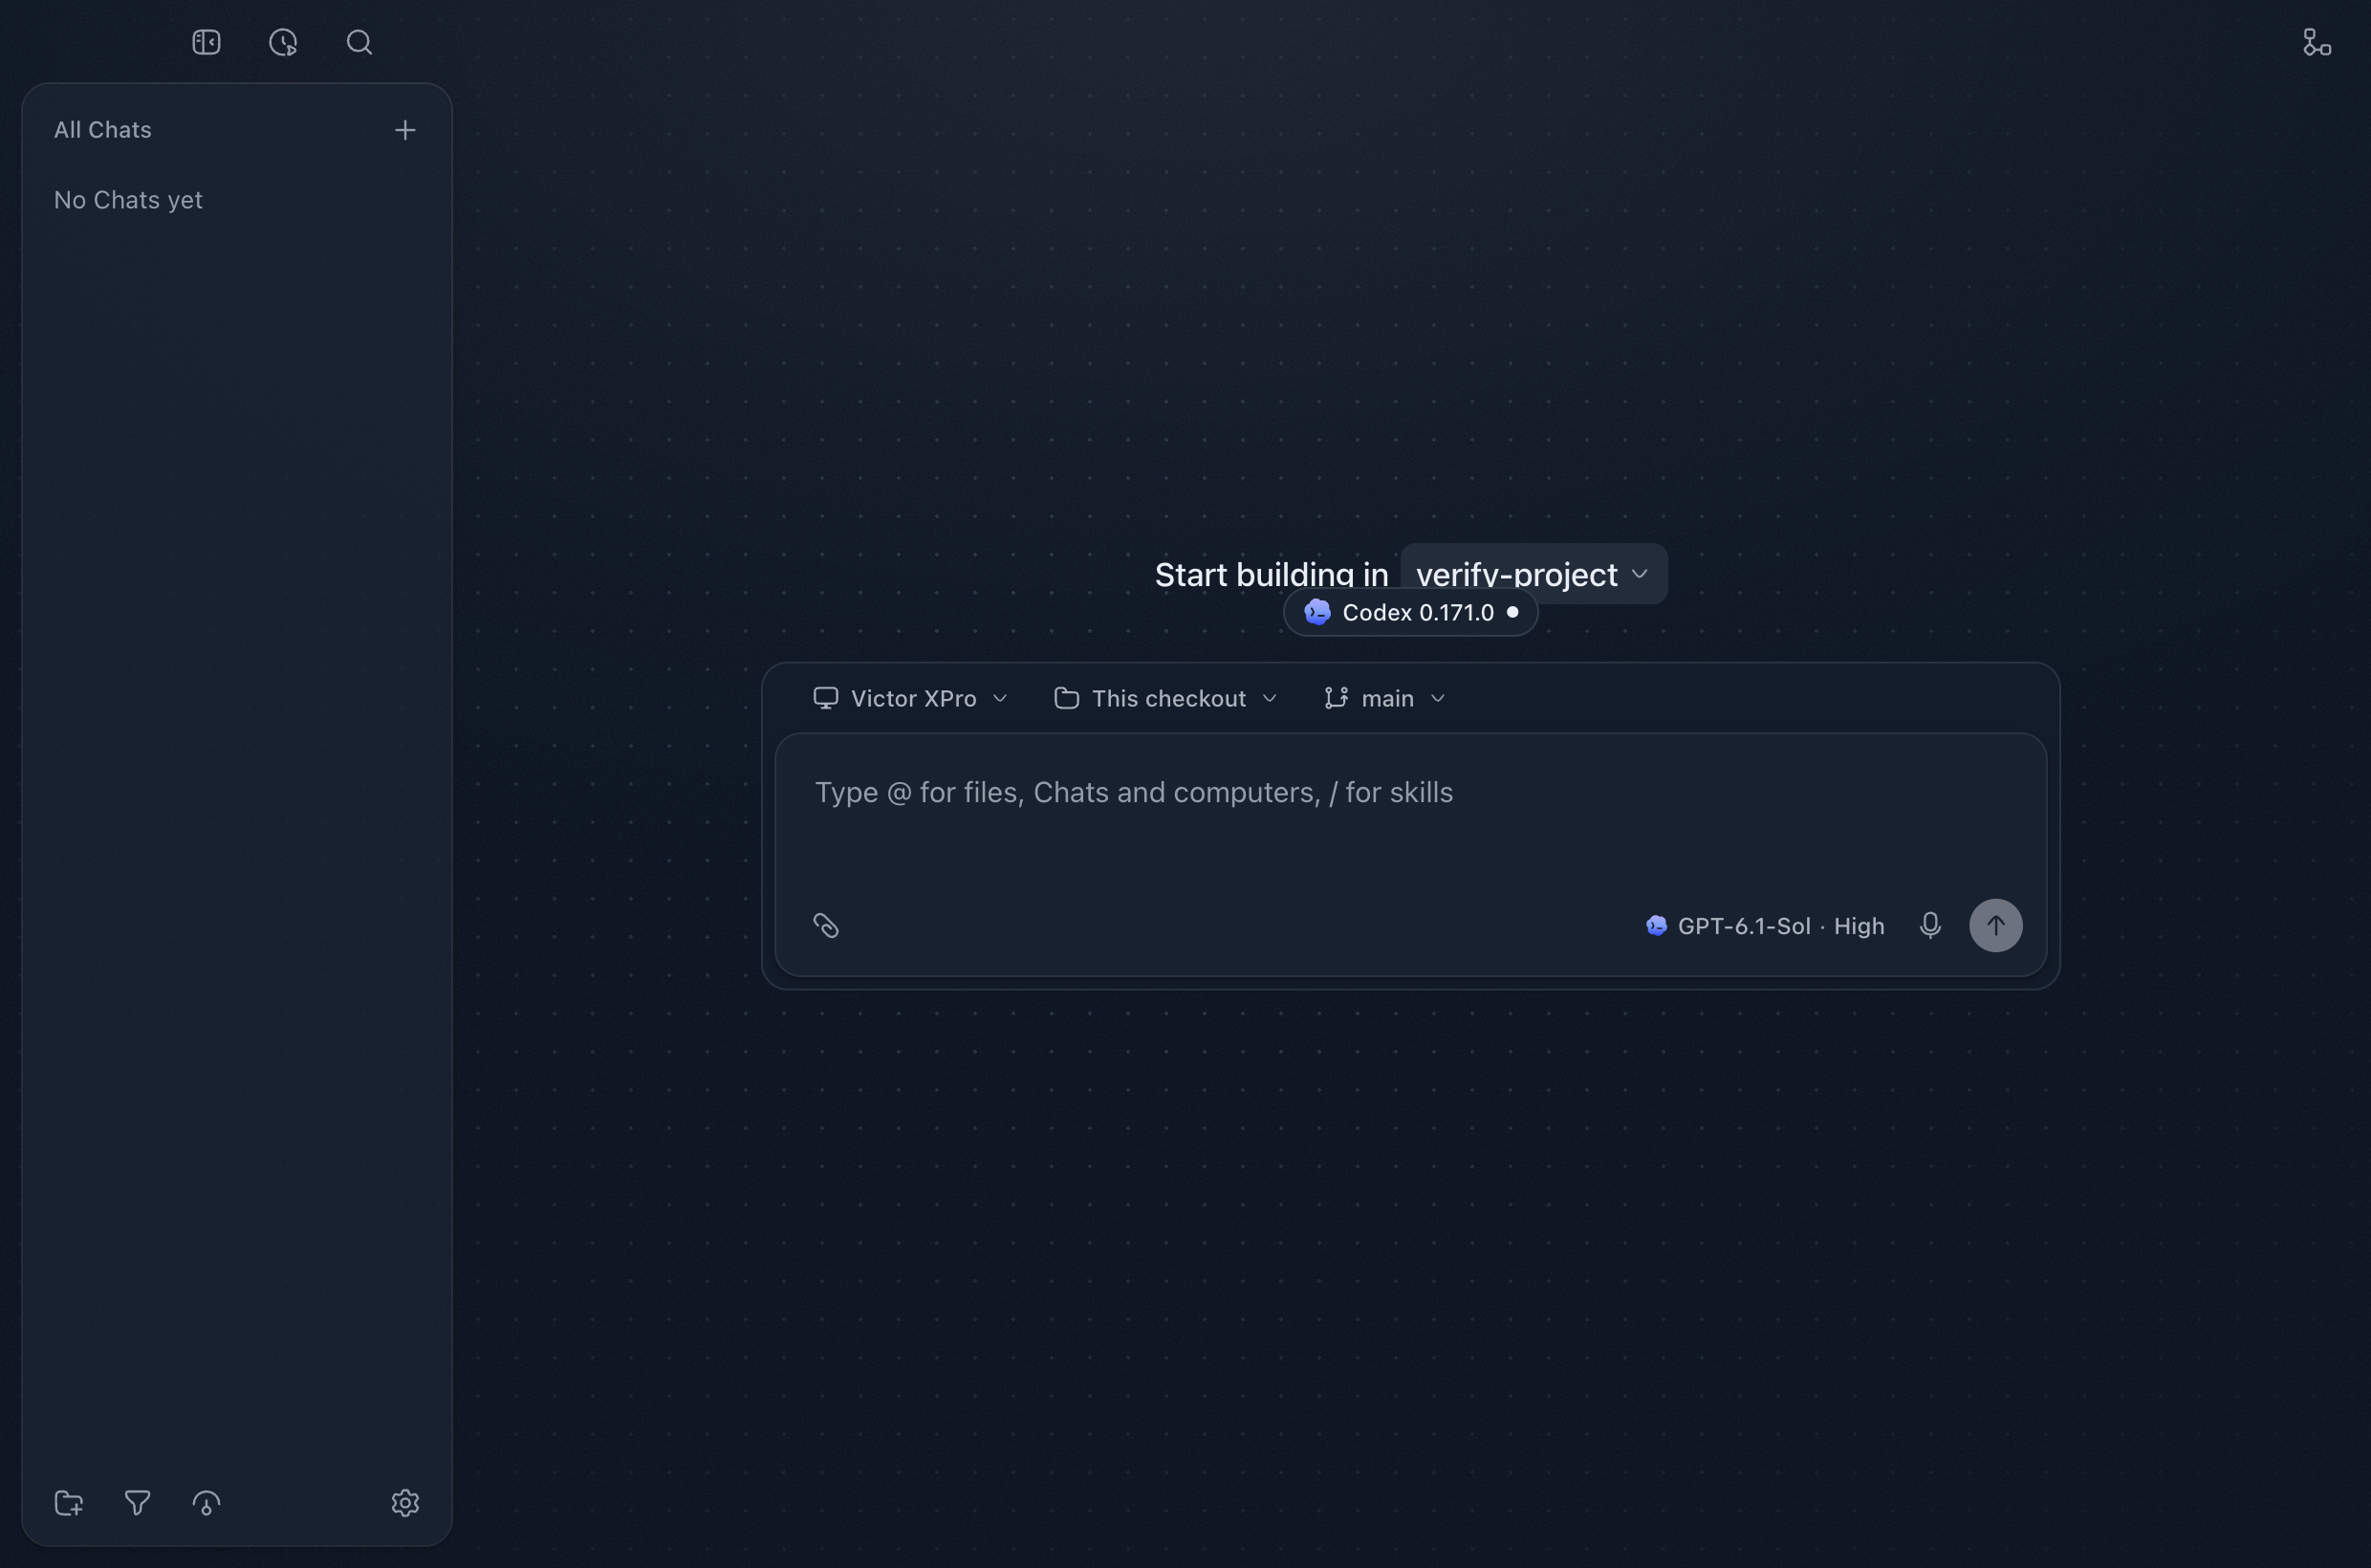 All Chats
No Chats yet
Start building in verify-project
Codex 0.171.0
Victor XPro This checkout main
Type @ for files, Chats and computers, / for skills
GPT-6.1-Sol · High